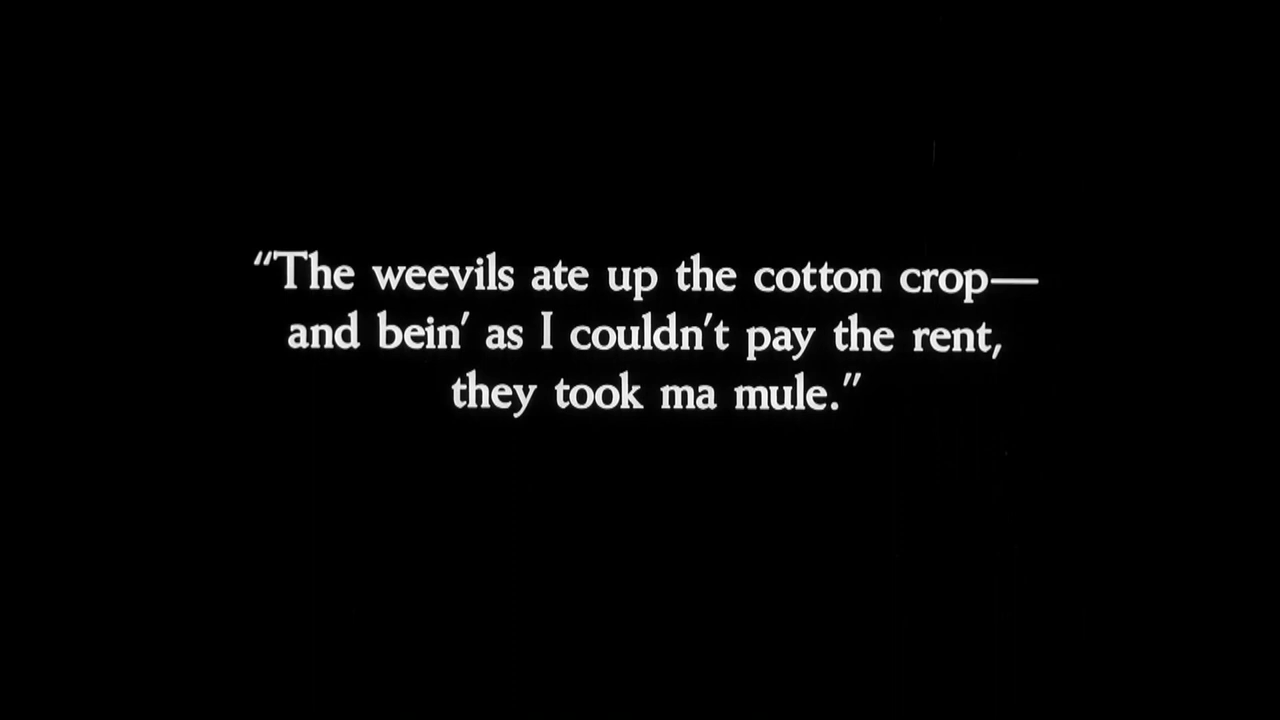 “The weevils ate up the cotton crop—
and bein’ as I couldn’t pay the rent,
they took ma mule.”